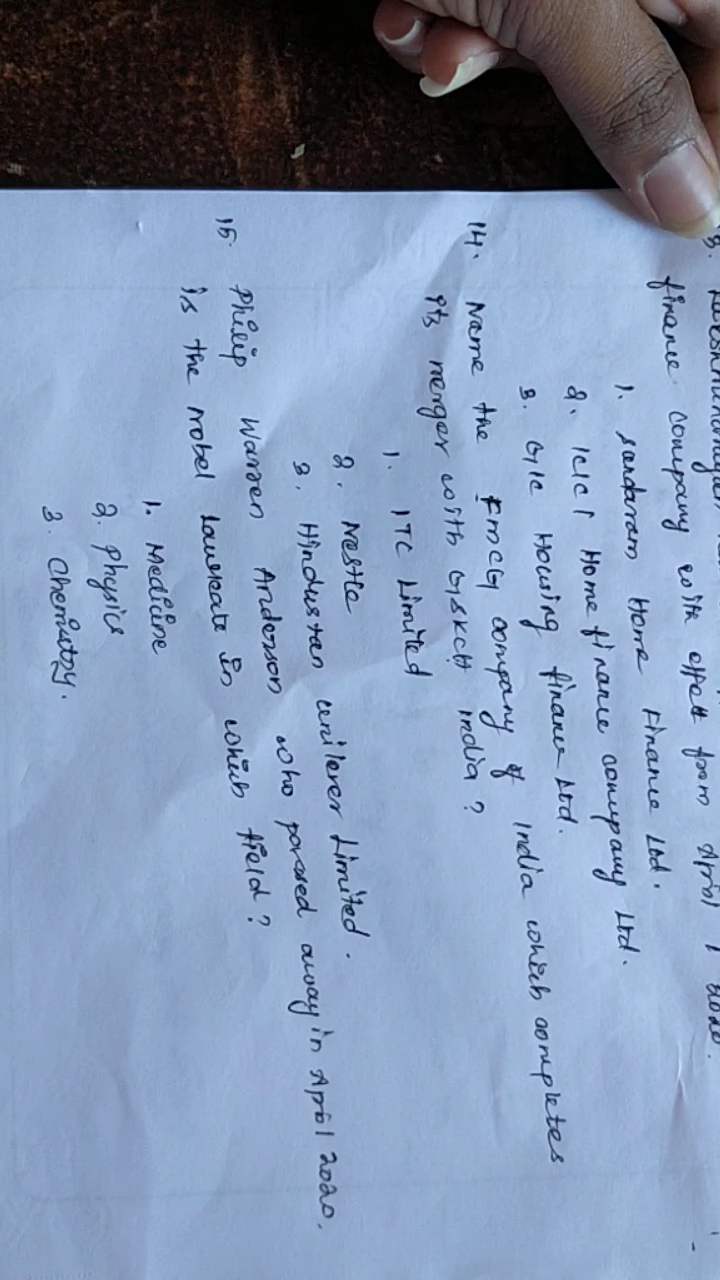 finance company with effect from April 1 2020.
1. Sundaram Home Finance Ltd.
2. ICICI Home finance company Ltd.
3. GIC Housing finance Ltd.
14. Name the FMCG company of India which completes
its merger with GSKCH India?
1. ITC Limited
2. Nestle
3. Hindustan unilever Limited.
15. Philip Warren Anderson who passed away in April 2020.
is the Nobel Laureate in which field?
1. Medicine
2. Physics
3. Chemistry.